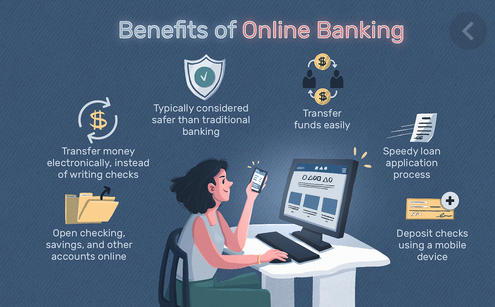 Benefits of Online Banking
Typically considered
safer than traditional
banking
Transfer
funds easily
Transfer money
electronically, instead
of writing checks
Speedy loan
application
process
Open checking,
savings, and other
accounts online
Deposit checks
using a mobile
device